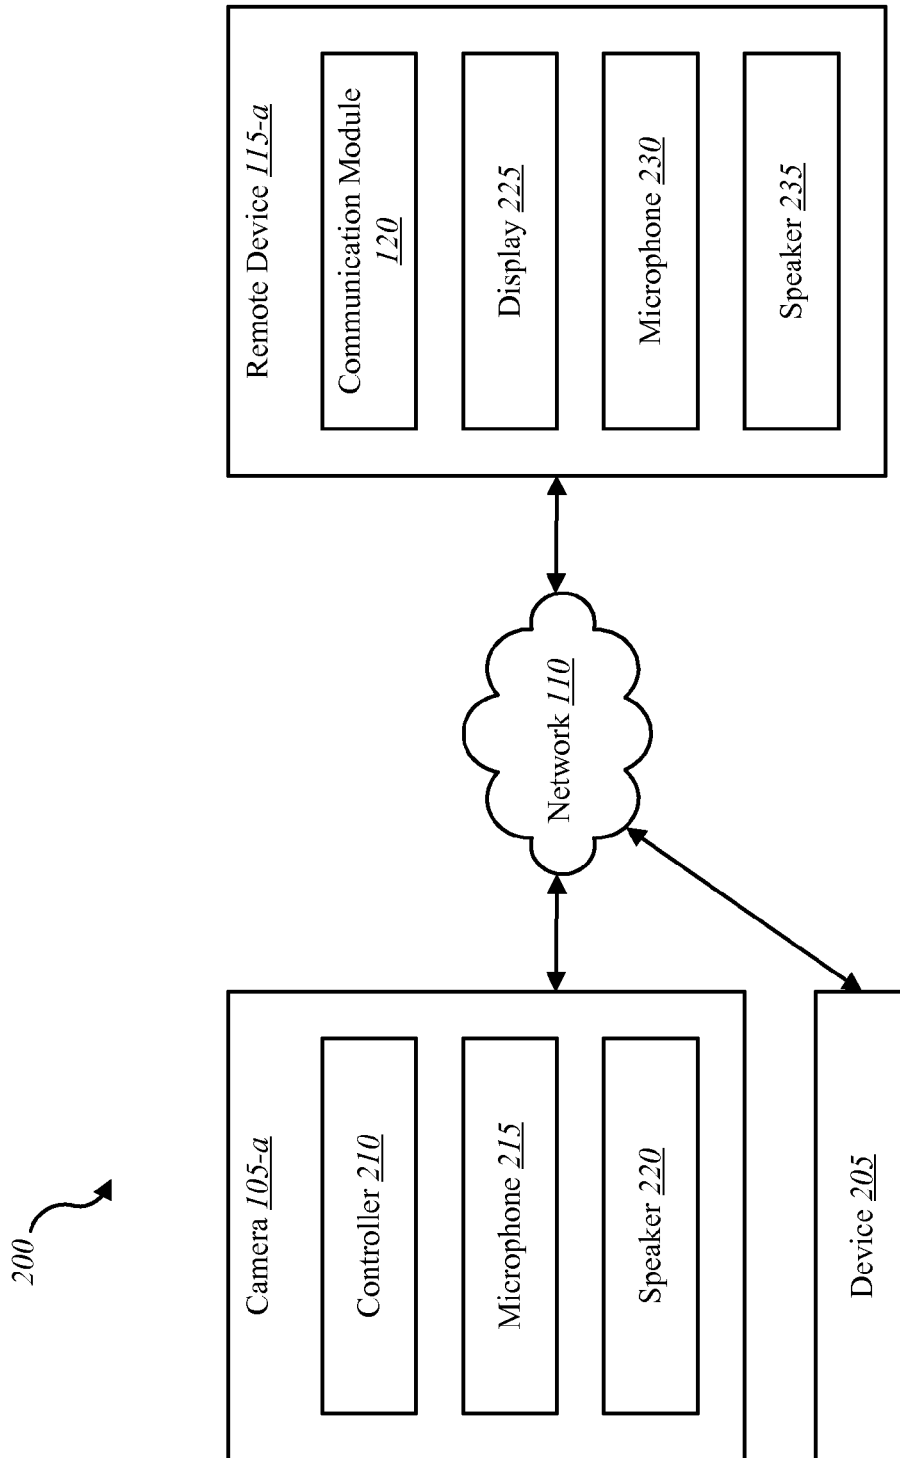 200
Camera 105-a
Controller 210
Microphone 215
Speaker 220
Device 205
Network 110
Remote Device 115-a
Communication Module
120
Display 225
Microphone 230
Speaker 235